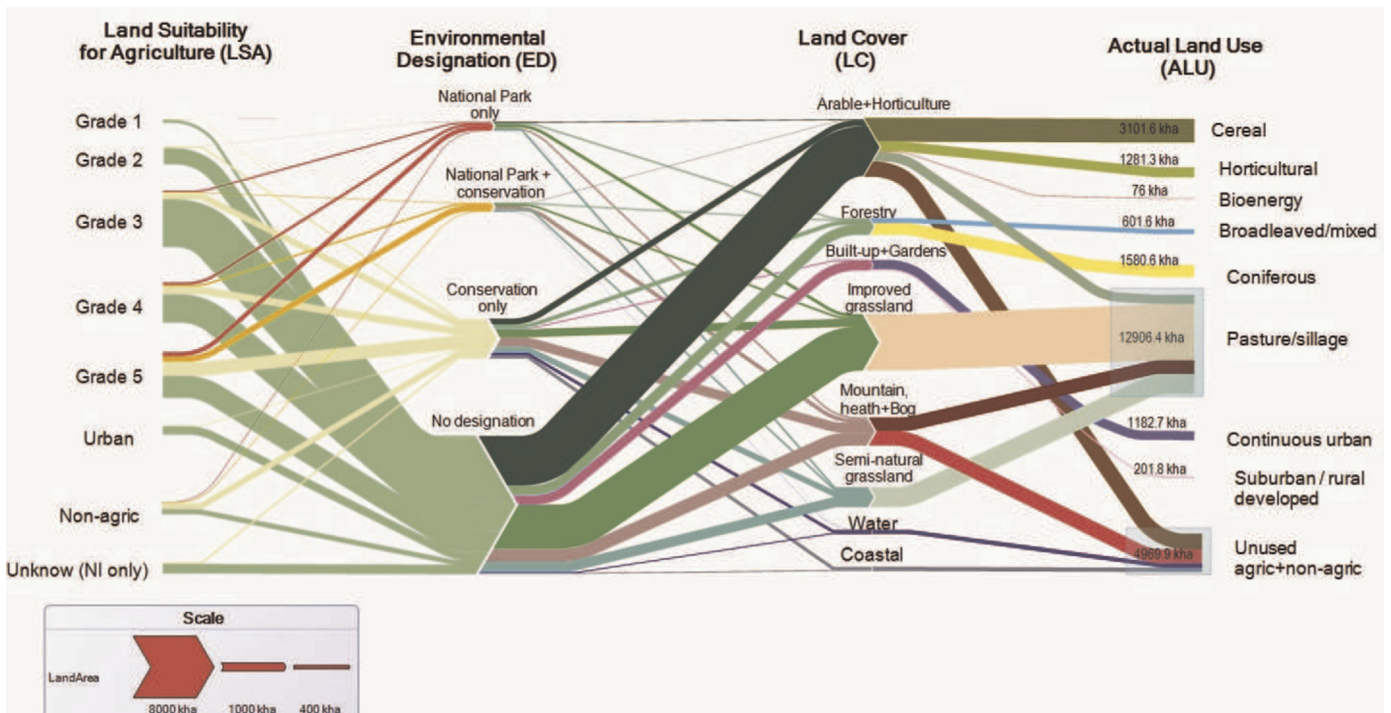 Land Suitability
for Agriculture (LSA)
Environmental
Designation (ED)
Land Cover
(LC)
Actual Land Use
(ALU)
Grade 1
Grade 2
Grade 3
Grade 4
Grade 5
Urban
Non-agric
Unknow (NI only)
National Park
only
National Park +
conservation
Conservation
only
No designation
Arable+Horticulture
Forestry
Built-up+Gardens
Improved
grassland
Mountain,
heath+Bog
Semi-natural
grassland
Water
Coastal
3101.6 kha
Cereal
1281.3 kha
Horticultural
76 kha
Bioenergy
601.6 kha
Broadleaved/mixed
1580.6 kha
Coniferous
12906.4 kha
Pasture/sillage
1182.7 kha
Continuous urban
201.8 kha
Suburban / rural
developed
4969.9 kha
Unused
agric+non-agric
Scale
LandArea
8000 kha
1000 kha
400 kha